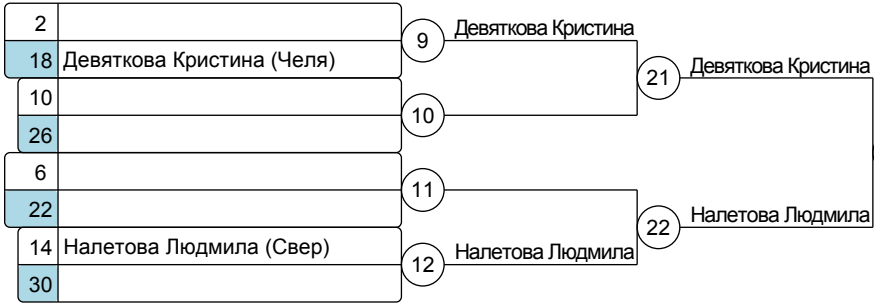 2
18 Девяткова Кристина (Челя)
10
26
6
22
14 Налетова Людмила (Свер)
30
9 Девяткова Кристина
10
11
12 Налетова Людмила
21 Девяткова Кристина
22 Налетова Людмила